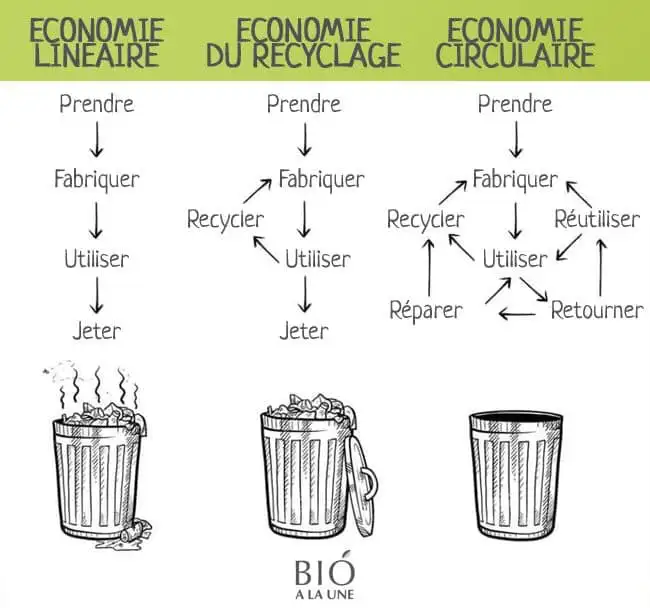 ECONOMIE
LINEAIRE
ECONOMIE
DU RECYCLAGE
ECONOMIE
CIRCULAIRE
Prendre
Fabriquer
Utiliser
Jeter
Prendre
Fabriquer
Recycler
Utiliser
Jeter
Prendre
Fabriquer
Recycler
Réutiliser
Utiliser
Réparer
Retourner
BIÓ
A LA UNE